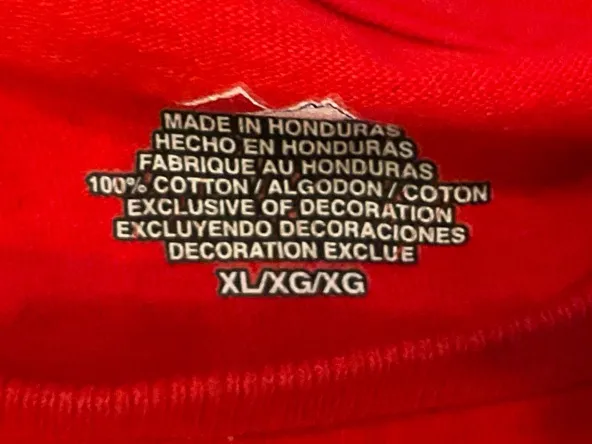 MADE IN HONDURAS
HECHO EN HONDURAS
FABRIQUE AU HONDURAS
100% COTTON / ALGODON / COTON
EXCLUSIVE OF DECORATION
EXCLUYENDO DECORACIONES
DECORATION EXCLUE
XL/XG/XG